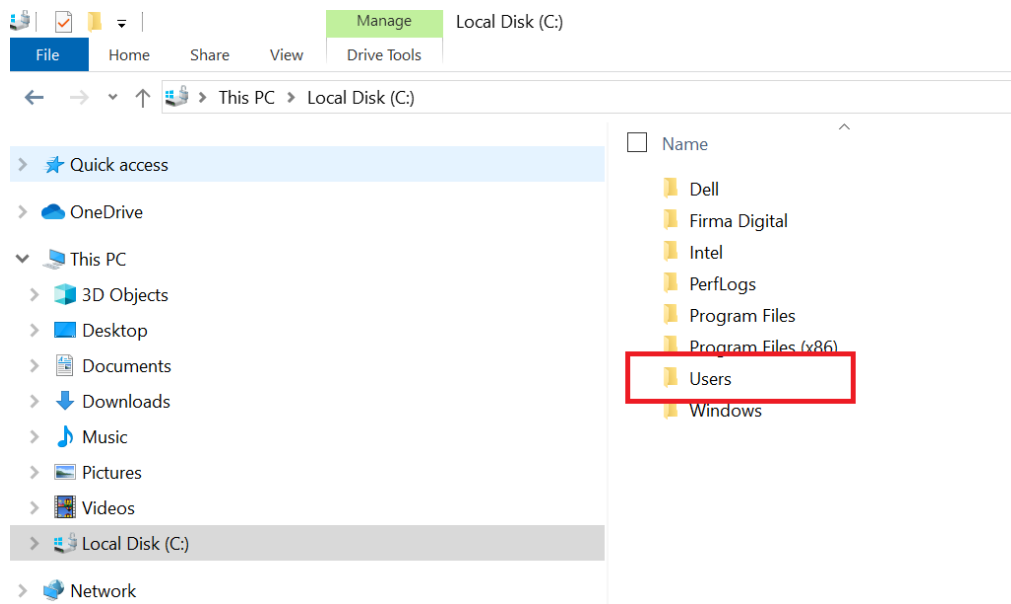 Manage Local Disk (C:)
File Home Share View Drive Tools
This PC > Local Disk (C:)
Quick access
OneDrive
This PC
3D Objects
Desktop
Documents
Downloads
Music
Pictures
Videos
Local Disk (C:)
Network
Name
Dell
Firma Digital
Intel
PerfLogs
Program Files
Program Files (x86)
Users
Windows